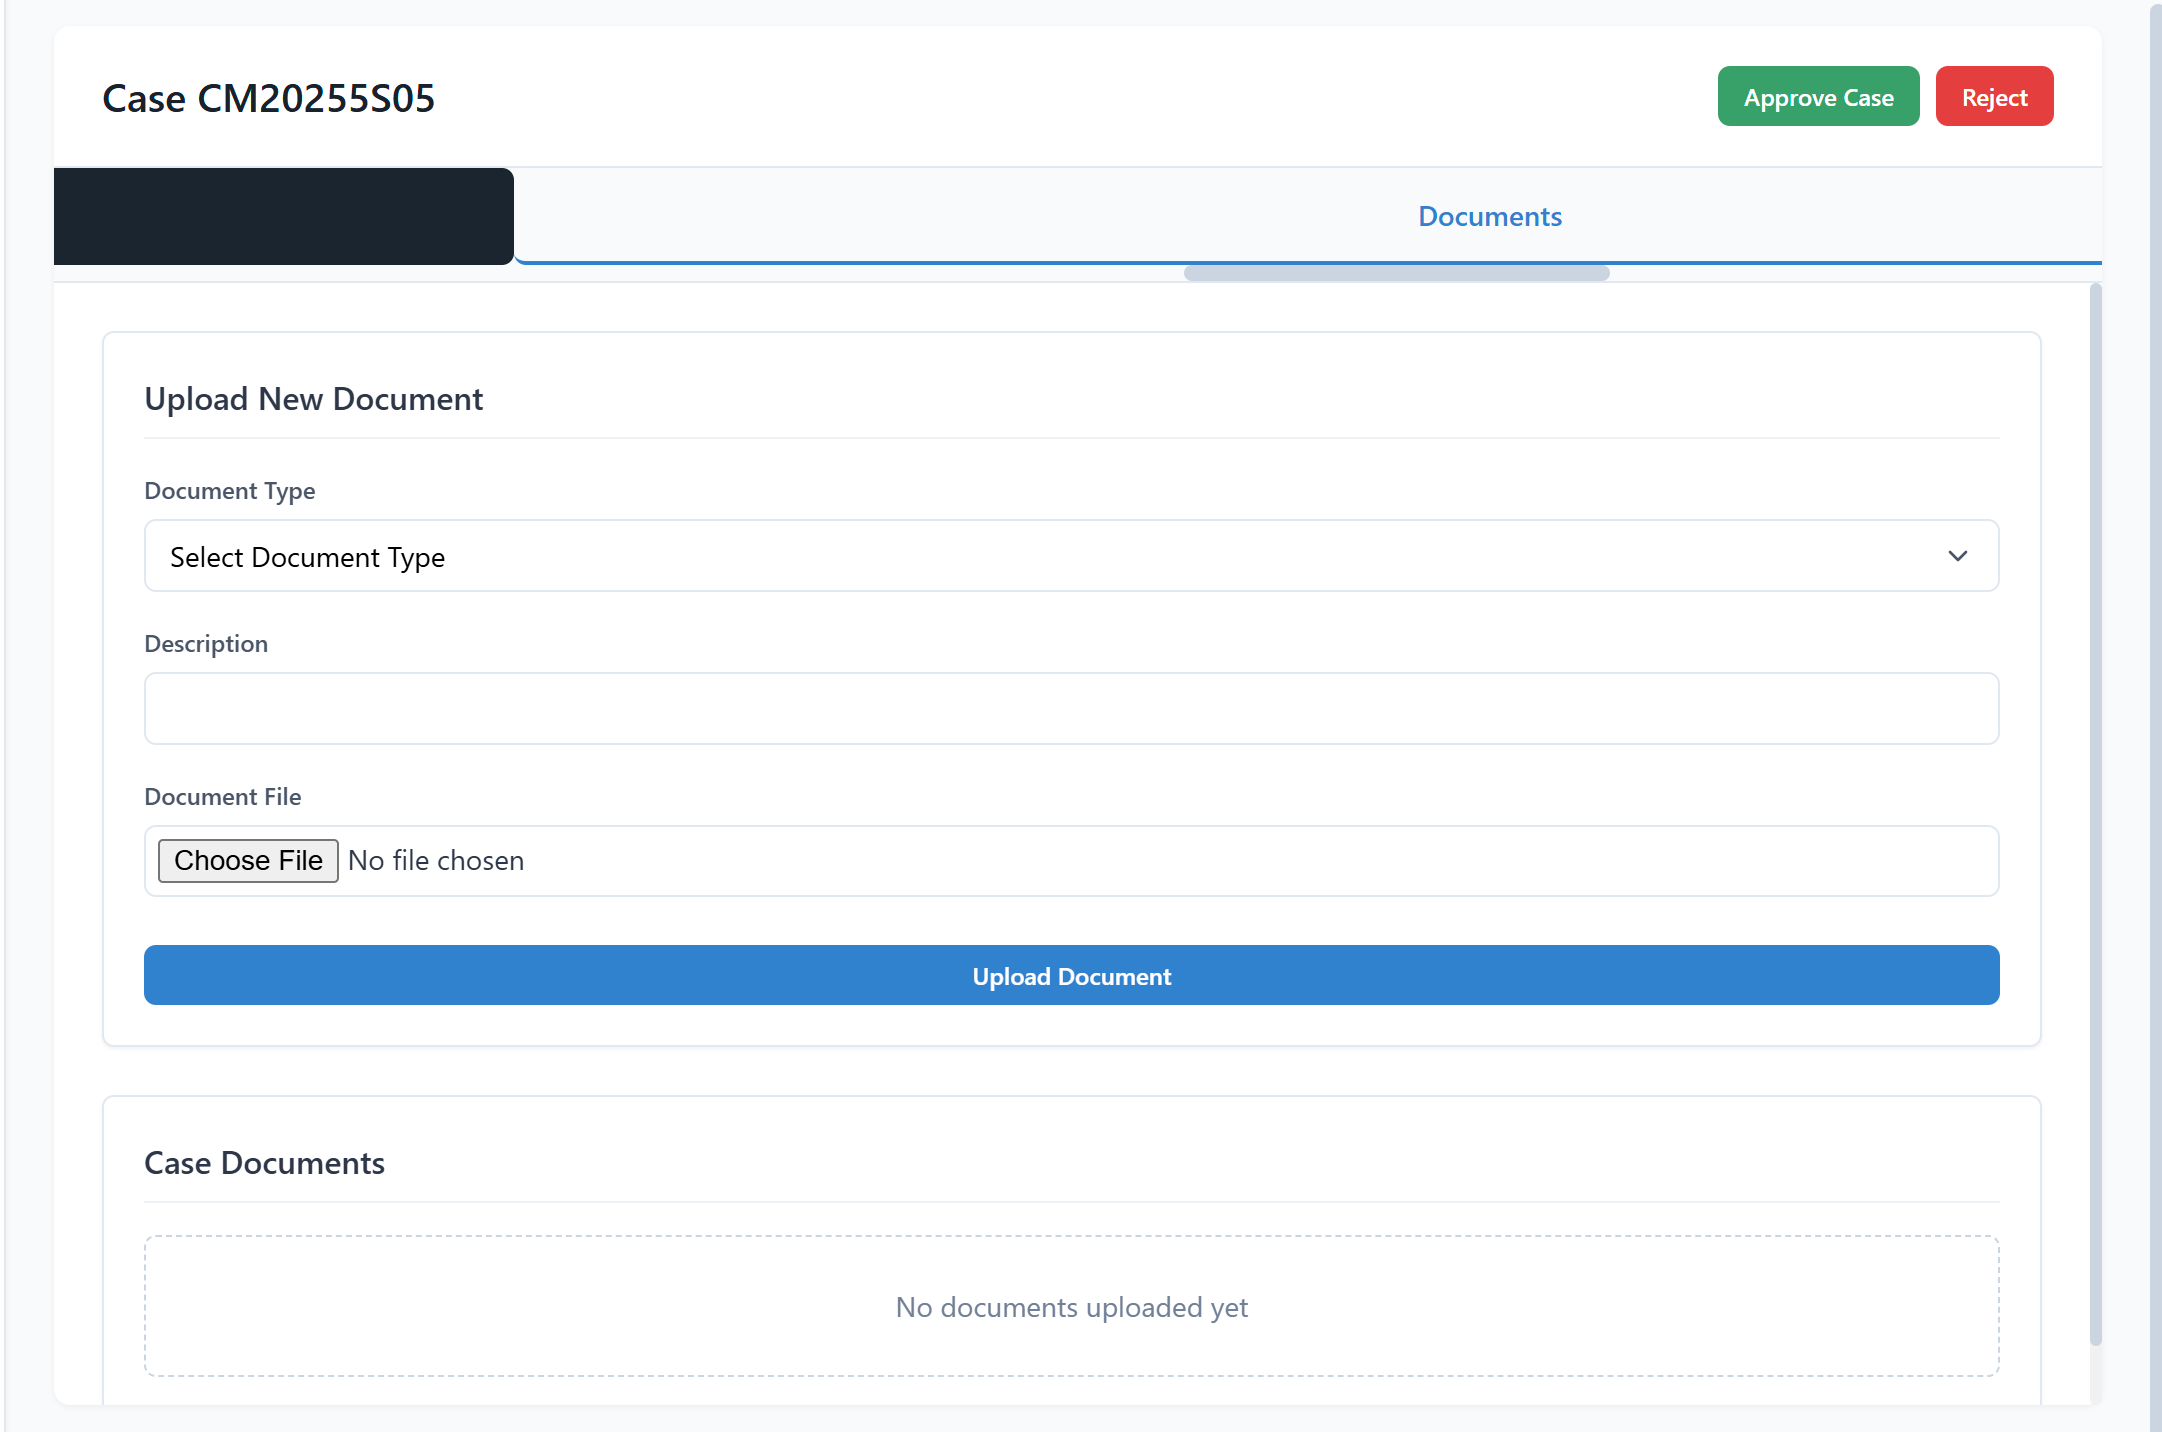 Case CM20255S05
Approve Case
Reject
Documents
Upload New Document
Document Type
Select Document Type
Description
Document File
Choose File No file chosen
Upload Document
Case Documents
No documents uploaded yet